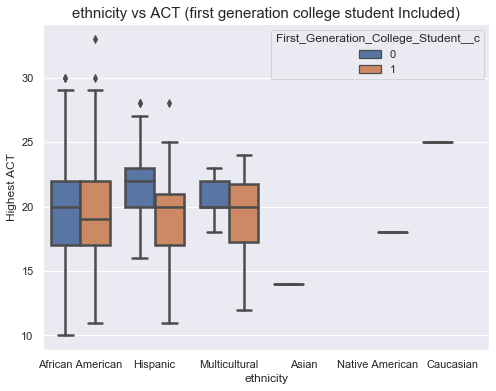 ethnicity vs ACT (first generation college student Included)
First_Generation_College_Student__c
0
1
Highest ACT
30
25
20
15
10
African American Hispanic Multicultural Asian Native American Caucasian
ethnicity